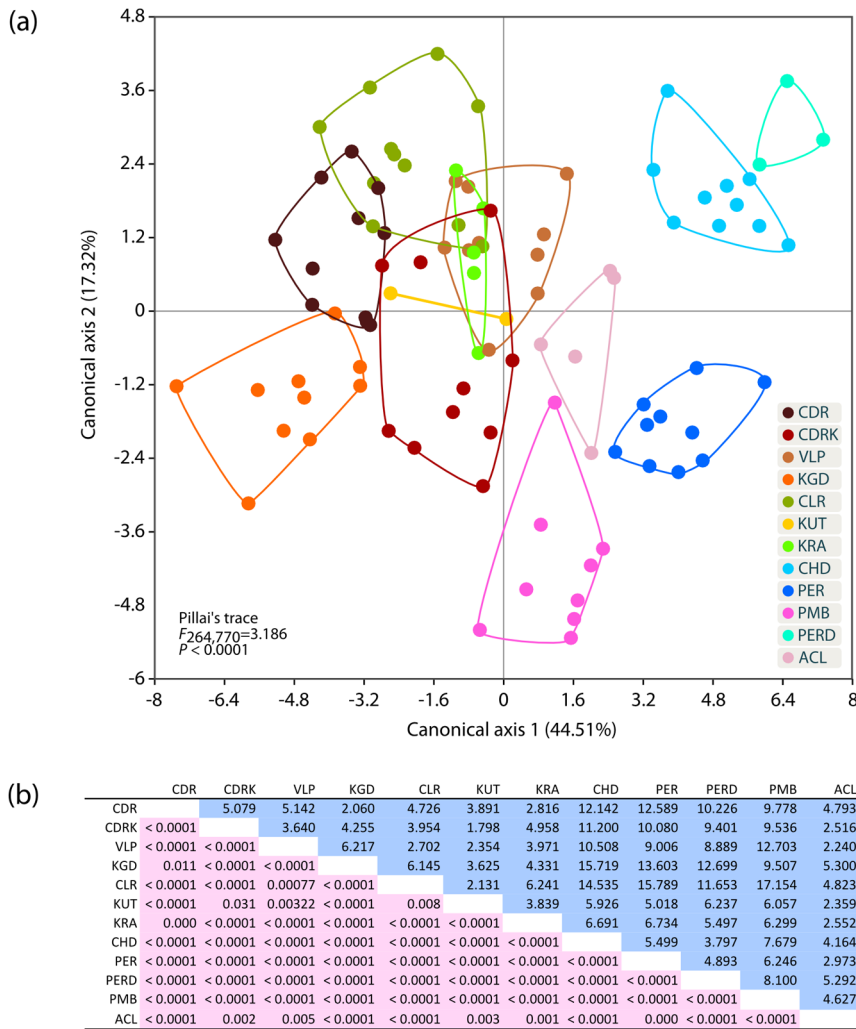 (a)
4.8
3.6
2.4
1.2
0
-1.2
-2.4
-3.6
-4.8
-6
Canonical axis 2 (17.32%)
CDR
CDRK
VLP
KGD
CLR
KUT
KRA
CHD
PER
PMB
PERD
ACL
Pillai's trace
F264,770=3.186
P < 0.0001
-8 -6.4 -4.8 -3.2 -1.6 0 1.6 3.2 4.8 6.4 8
Canonical axis 1 (44.51%)
(b)
CDR CDRK VLP KGD CLR KUT KRA CHD PER PERD PMB ACL
CDR 5.079 5.142 2.060 4.726 3.891 2.816 12.142 12.589 10.226 9.778 4.793
CDRK < 0.0001 3.640 4.255 3.954 1.798 4.958 11.200 10.080 9.401 9.536 2.516
VLP < 0.0001 < 0.0001 6.217 2.702 2.354 3.971 10.508 9.006 8.889 12.703 2.240
KGD 0.011 < 0.0001 < 0.0001 6.145 3.625 4.331 15.719 13.603 12.699 9.507 5.300
CLR < 0.0001 < 0.0001 0.00077 < 0.0001 2.131 6.241 14.535 15.789 11.653 17.154 4.823
KUT < 0.0001 0.031 0.00322 < 0.0001 0.008 3.839 5.926 5.018 6.237 6.057 2.359
KRA 0.000 < 0.0001 < 0.0001 < 0.0001 < 0.0001 < 0.0001 6.691 6.734 5.497 6.299 2.552
CHD < 0.0001 < 0.0001 < 0.0001 < 0.0001 < 0.0001 < 0.0001 < 0.0001 5.499 3.797 7.679 4.164
PER < 0.0001 < 0.0001 < 0.0001 < 0.0001 < 0.0001 < 0.0001 < 0.0001 < 0.0001 4.893 6.246 2.973
PERD < 0.0001 < 0.0001 < 0.0001 < 0.0001 < 0.0001 < 0.0001 < 0.0001 < 0.0001 < 0.0001 8.100 5.292
PMB < 0.0001 < 0.0001 < 0.0001 < 0.0001 < 0.0001 < 0.0001 < 0.0001 < 0.0001 < 0.0001 < 0.0001 4.627
ACL < 0.0001 0.002 0.005 < 0.0001 < 0.0001 0.003 0.001 < 0.0001 0.000 < 0.0001 < 0.0001